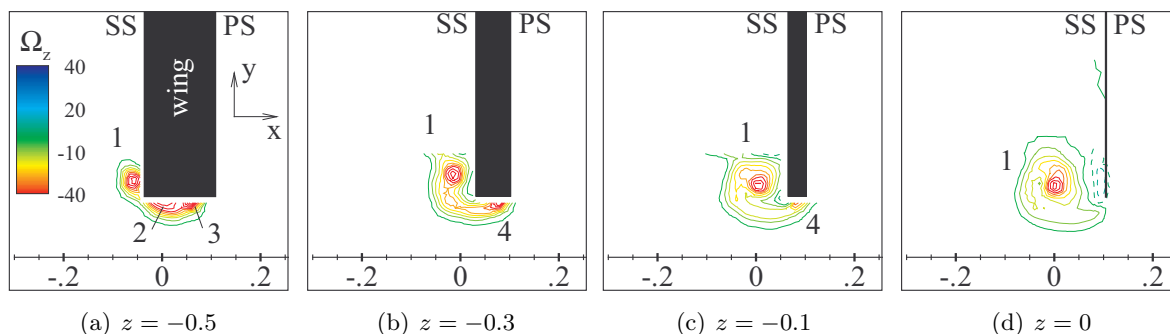 SS PS
Ω_z
40
20
-10
-40
wing
y
x
1
2
3
-.2 0 .2
(a) z = −0.5
SS PS
1
4
-.2 0 .2
(b) z = −0.3
SS PS
1
4
-.2 0 .2
(c) z = −0.1
SS PS
1
-.2 0 .2
(d) z = 0